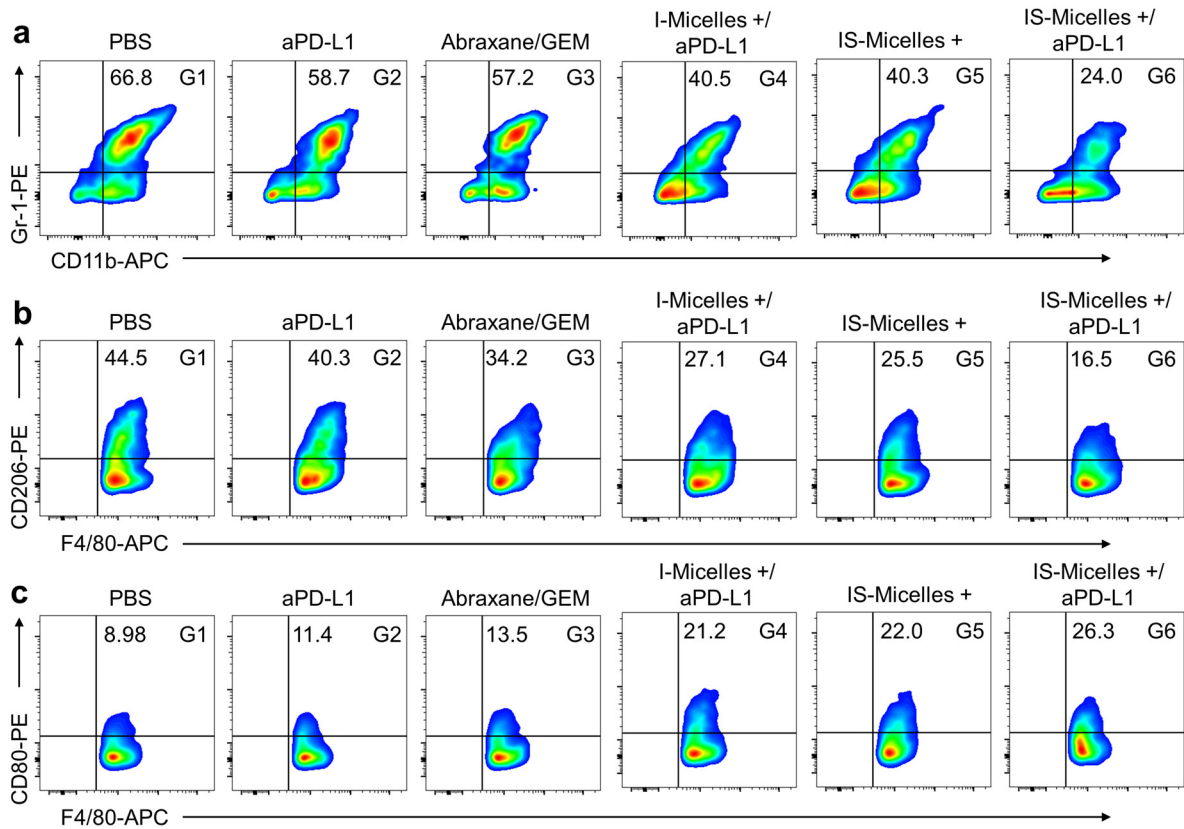 a
PBS
aPD-L1
Abraxane/GEM
I-Micelles +/
aPD-L1
IS-Micelles +
IS-Micelles +/
aPD-L1
66.8 G1
58.7 G2
57.2 G3
40.5 G4
40.3 G5
24.0 G6
Gr-1-PE
CD11b-APC
b
PBS
aPD-L1
Abraxane/GEM
I-Micelles +/
aPD-L1
IS-Micelles +
IS-Micelles +/
aPD-L1
44.5 G1
40.3 G2
34.2 G3
27.1 G4
25.5 G5
16.5 G6
CD206-PE
F4/80-APC
c
PBS
aPD-L1
Abraxane/GEM
I-Micelles +/
aPD-L1
IS-Micelles +
IS-Micelles +/
aPD-L1
8.98 G1
11.4 G2
13.5 G3
21.2 G4
22.0 G5
26.3 G6
CD80-PE
F4/80-APC